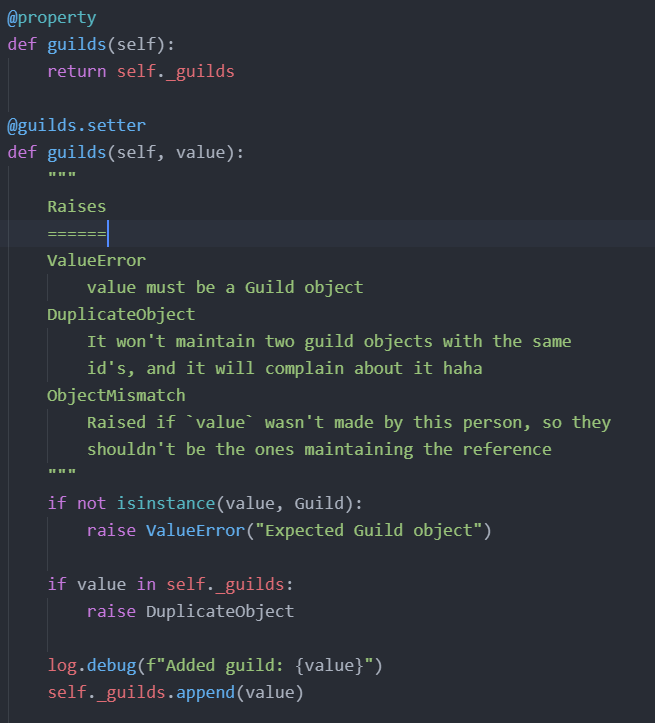 @property
def guilds(self):
    return self._guilds

@guilds.setter
def guilds(self, value):
    """
    Raises
    ======
    ValueError
        value must be a Guild object
    DuplicateObject
        It won't maintain two guild objects with the same
        id's, and it will complain about it haha
    ObjectMismatch
        Raised if `value` wasn't made by this person, so they
        shouldn't be the ones maintaining the reference
    """
    if not isinstance(value, Guild):
        raise ValueError("Expected Guild object")

    if value in self._guilds:
        raise DuplicateObject

    log.debug(f"Added guild: {value}")
    self._guilds.append(value)